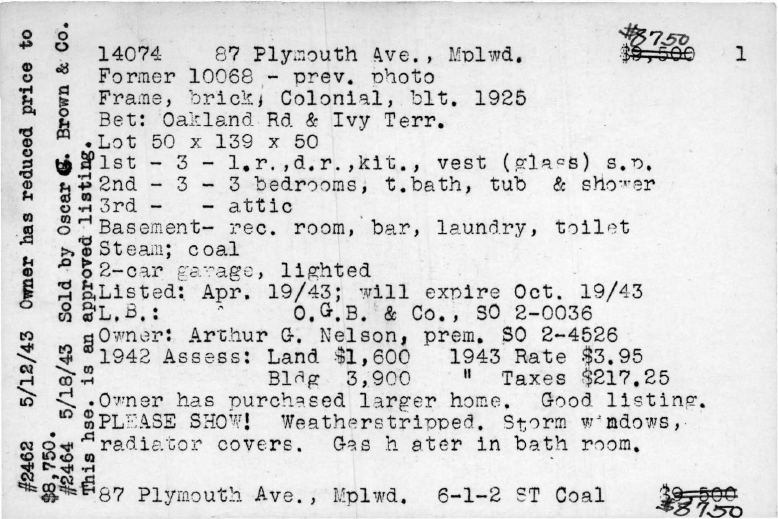 14074 87 Plymouth Ave., Mplwd. $9,500 $8750 1
Former 10068 - prev. photo
Frame, brick, Colonial, blt. 1925
Bet: Oakland Rd & Ivy Terr.
Lot 50 x 139 x 50
1st - 3 - l.r.,d.r.,kit., vest (glass) s.p.
2nd - 3 - 3 bedrooms, t.bath, tub & shower
3rd - - attic
Basement- rec. room, bar, laundry, toilet
Steam; coal
2-car garage, lighted
Listed: Apr. 19/43; will expire Oct. 19/43
L.B.: O.G.B. & Co., SO 2-0036
Owner: Arthur G. Nelson, prem. SO 2-4526
1942 Assess: Land $1,600 1943 Rate $3.95
Bldg 3,900 " Taxes $217.25
Owner has purchased larger home. Good listing.
PLEASE SHOW! Weatherstripped. Storm windows,
radiator covers. Gas h ater in bath room.
87 Plymouth Ave., Mplwd. 6-1-2 ST Coal $9,500
$8750
#2462 5/12/43 Owner has reduced price to
$8,750.
#2464 5/18/43 Sold by Oscar G. Brown & Co.
This hse. is an approved listing.